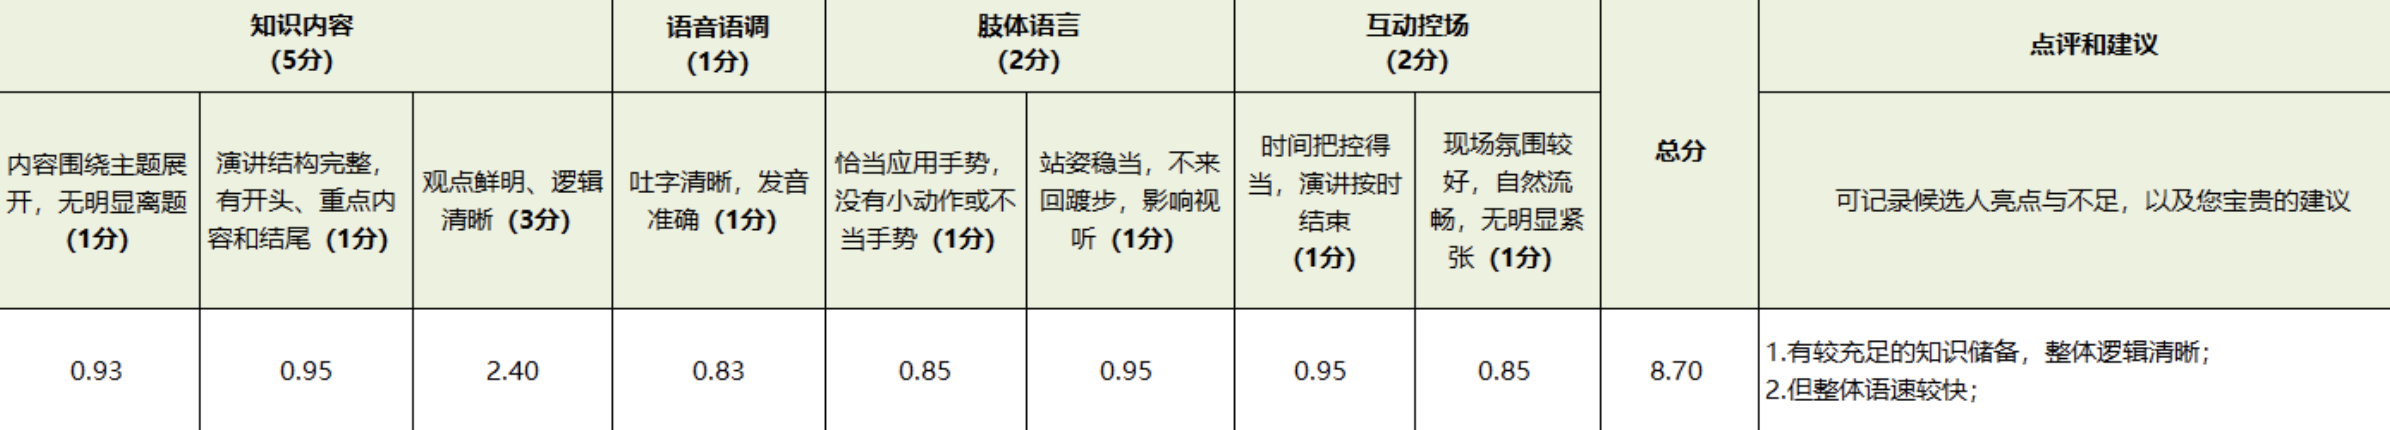 知识内容
(5分)
语音语调
(1分)
肢体语言
(2分)
互动控场
(2分)
总分
点评和建议
内容围绕主题展
开，无明显离题
(1分)
演讲结构完整，
有开头、重点内
容和结尾 (1分)
观点鲜明、逻辑
清晰 (3分)
吐字清晰，发音
准确 (1分)
恰当应用手势，
没有小动作或不
当手势 (1分)
站姿稳当，不来
回踱步，影响视
听 (1分)
时间把控得
当，演讲按时
结束
(1分)
现场氛围较
好，自然流
畅，无明显紧
张 (1分)
可记录候选人亮点与不足，以及您宝贵的建议
0.93
0.95
2.40
0.83
0.85
0.95
0.95
0.85
8.70
1.有较充足的知识储备，整体逻辑清晰；
2.但整体语速较快；